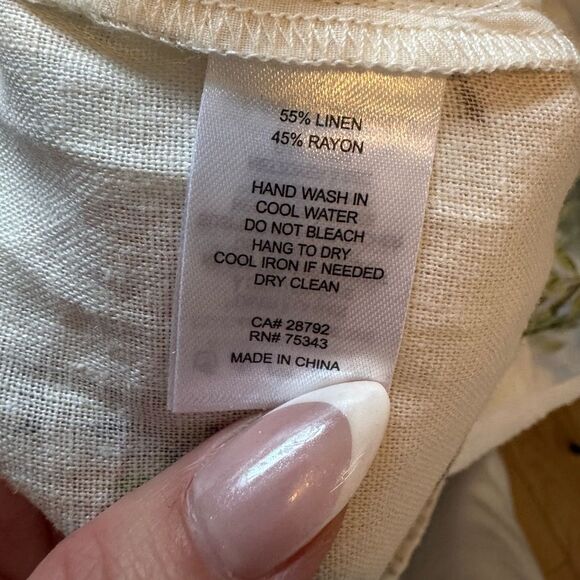 55% LINEN
45% RAYON
HAND WASH IN
COOL WATER
DO NOT BLEACH
HANG TO DRY
COOL IRON IF NEEDED
DRY CLEAN
CA# 28792
RN# 75343
MADE IN CHINA